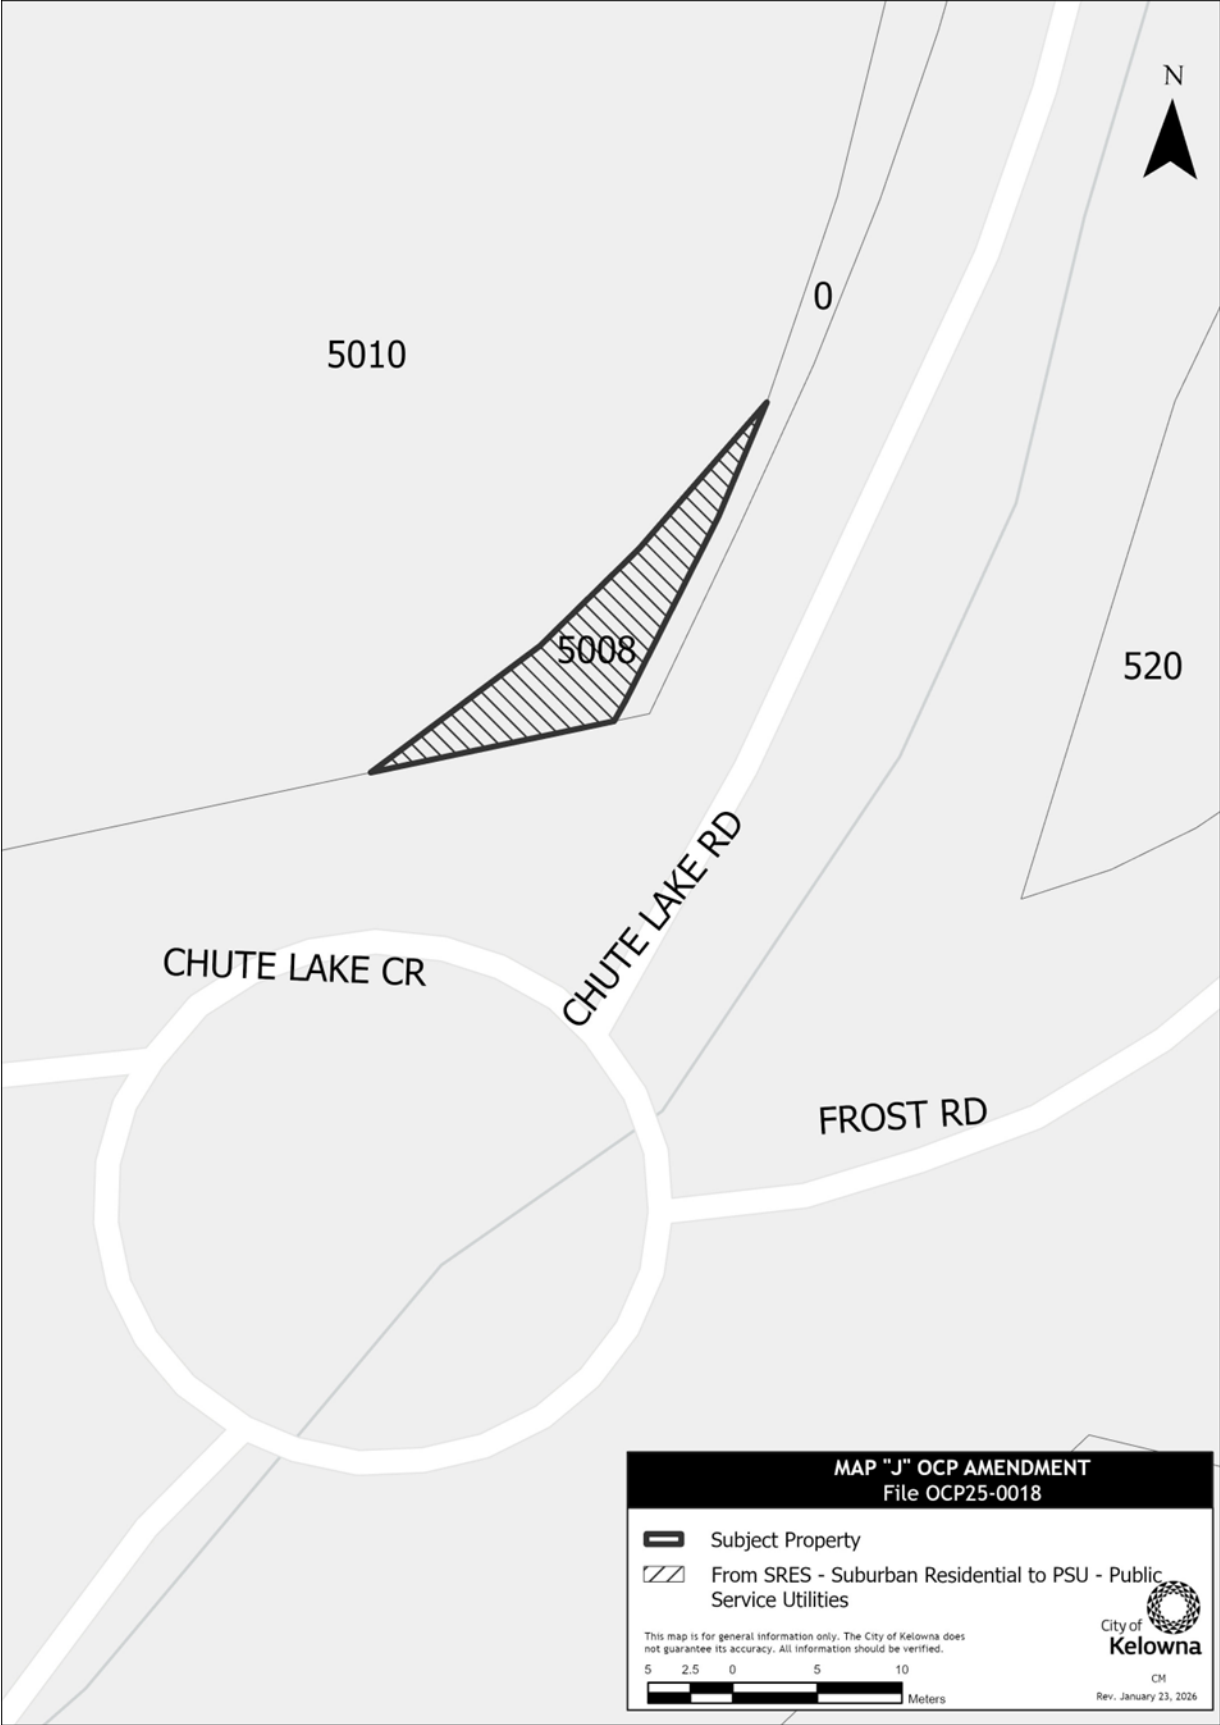 N
0
5010
5008
520
CHUTE LAKE RD
CHUTE LAKE CR
FROST RD
MAP "J" OCP AMENDMENT
File OCP25-0018
Subject Property
From SRES - Suburban Residential to PSU - Public
Service Utilities
This map is for general information only. The City of Kelowna does
not guarantee its accuracy. All information should be verified.
City of
Kelowna
5 2.5 0 5 10
Meters
CM
Rev. January 23, 2026